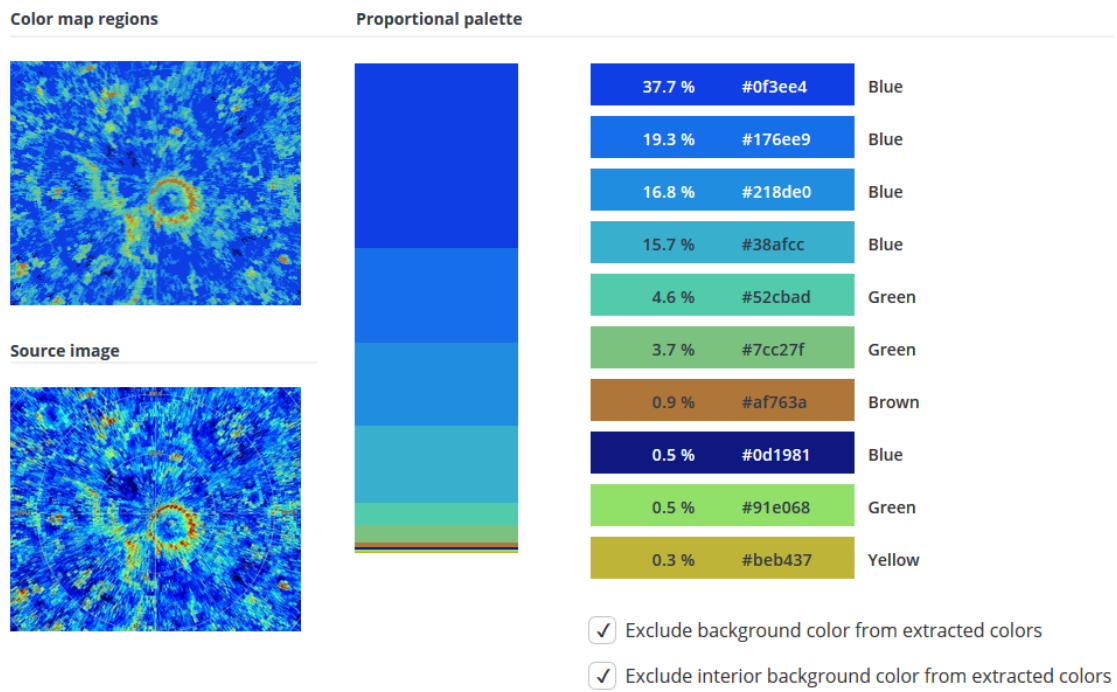 Color map regions
Proportional palette
37.7 % #0f3ee4 Blue
19.3 % #176ee9 Blue
16.8 % #218de0 Blue
15.7 % #38afcc Blue
4.6 % #52cbad Green
3.7 % #7cc27f Green
0.9 % #af763a Brown
0.5 % #0d1981 Blue
0.5 % #91e068 Green
0.3 % #beb437 Yellow
Source image
Exclude background color from extracted colors
Exclude interior background color from extracted colors